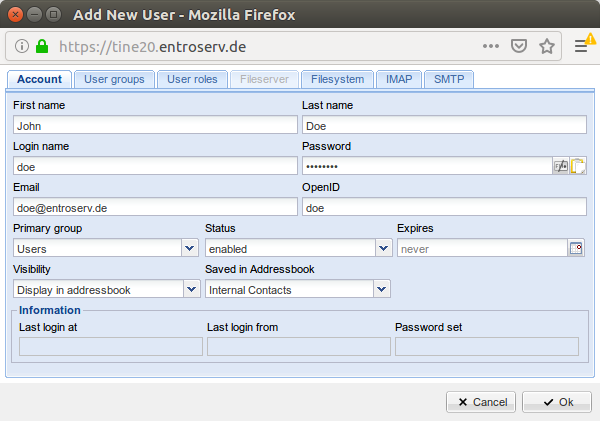 Add New User - Mozilla Firefox
https://tine20.entroserv.de
Account User groups User roles Fileserver Filesystem IMAP SMTP
First name Last name
John Doe
Login name Password
doe ••••••••
Email OpenID
doe@entroserv.de doe
Primary group Status Expires
Users enabled never
Visibility Saved in Addressbook
Display in addressbook Internal Contacts
Information
Last login at Last login from Password set
Cancel Ok